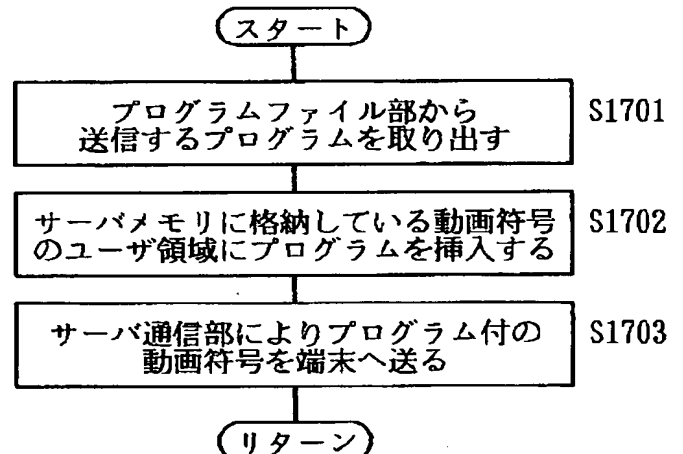 スタート
プログラムファイル部から
送信するプログラムを取り出す
S1701
サーバメモリに格納している動画符号
のユーザ領域にプログラムを挿入する
S1702
サーバ通信部によりプログラム付の
動画符号を端末へ送る
S1703
リターン